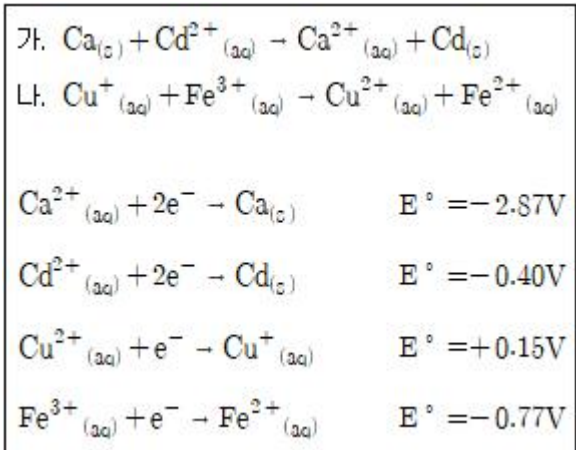 가. Ca(s) + Cd²⁺(aq) → Ca²⁺(aq) + Cd(s)
나. Cu⁺(aq) + Fe³⁺(aq) → Cu²⁺(aq) + Fe²⁺(aq)
Ca²⁺(aq) + 2e⁻ → Ca(s) E° = -2.87V
Cd²⁺(aq) + 2e⁻ → Cd(s) E° = -0.40V
Cu²⁺(aq) + e⁻ → Cu⁺(aq) E° = +0.15V
Fe³⁺(aq) + e⁻ → Fe²⁺(aq) E° = -0.77V